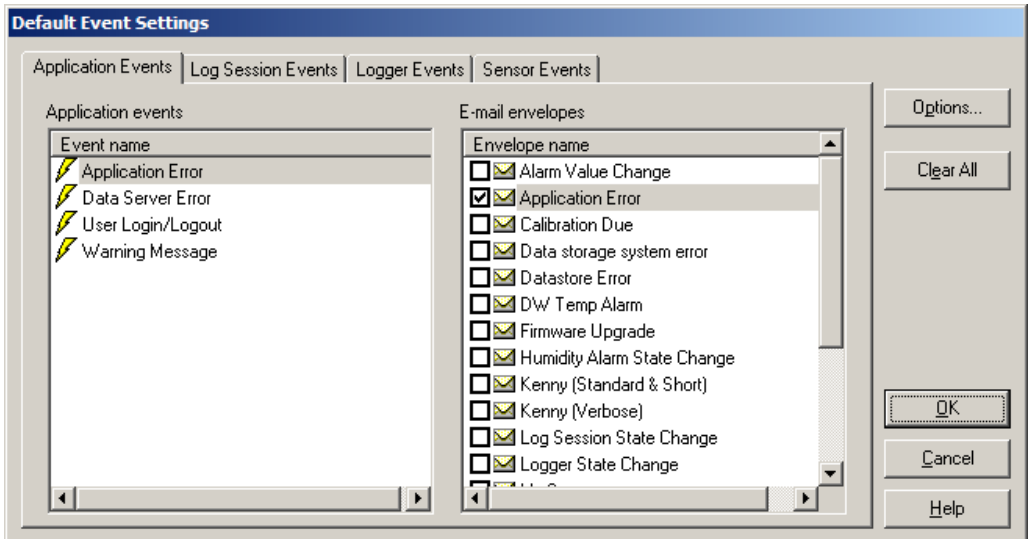 Default Event Settings
Application Events
Log Session Events
Logger Events
Sensor Events
Application events
Event name
Application Error
Data Server Error
User Login/Logout
Warning Message
E-mail envelopes
Envelope name
Alarm Value Change
Application Error
Calibration Due
Data storage system error
Datastore Error
DW Temp Alarm
Firmware Upgrade
Humidity Alarm State Change
Kenny (Standard & Short)
Kenny (Verbose)
Log Session State Change
Logger State Change
Options...
Clear All
OK
Cancel
Help